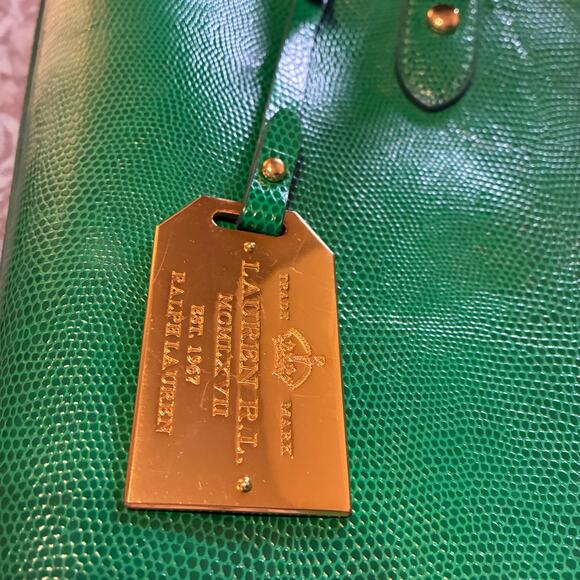 TRADE MARK
LAUREN R.L.
MCMLXVII
EST. 1967
RALPH LAUREN